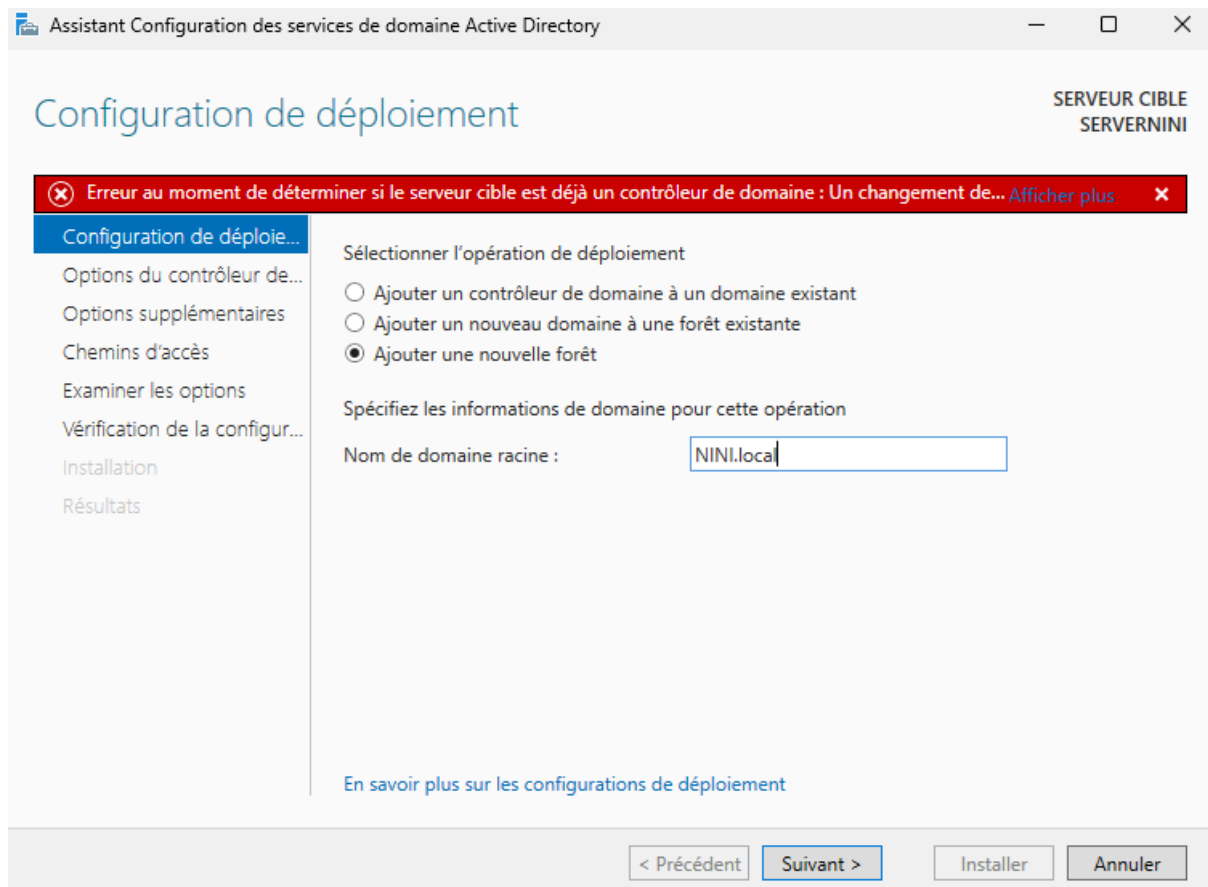 Assistant Configuration des services de domaine Active Directory
Configuration de déploiement
SERVEUR CIBLE
SERVERNINI
Erreur au moment de déterminer si le serveur cible est déjà un contrôleur de domaine : Un changement de... Afficher plus
Configuration de déploie...
Options du contrôleur de...
Options supplémentaires
Chemins d'accès
Examiner les options
Vérification de la configur...
Installation
Résultats
Sélectionner l'opération de déploiement
Ajouter un contrôleur de domaine à un domaine existant
Ajouter un nouveau domaine à une forêt existante
Ajouter une nouvelle forêt
Spécifiez les informations de domaine pour cette opération
Nom de domaine racine : NINI.local
En savoir plus sur les configurations de déploiement
< Précédent Suivant > Installer Annuler